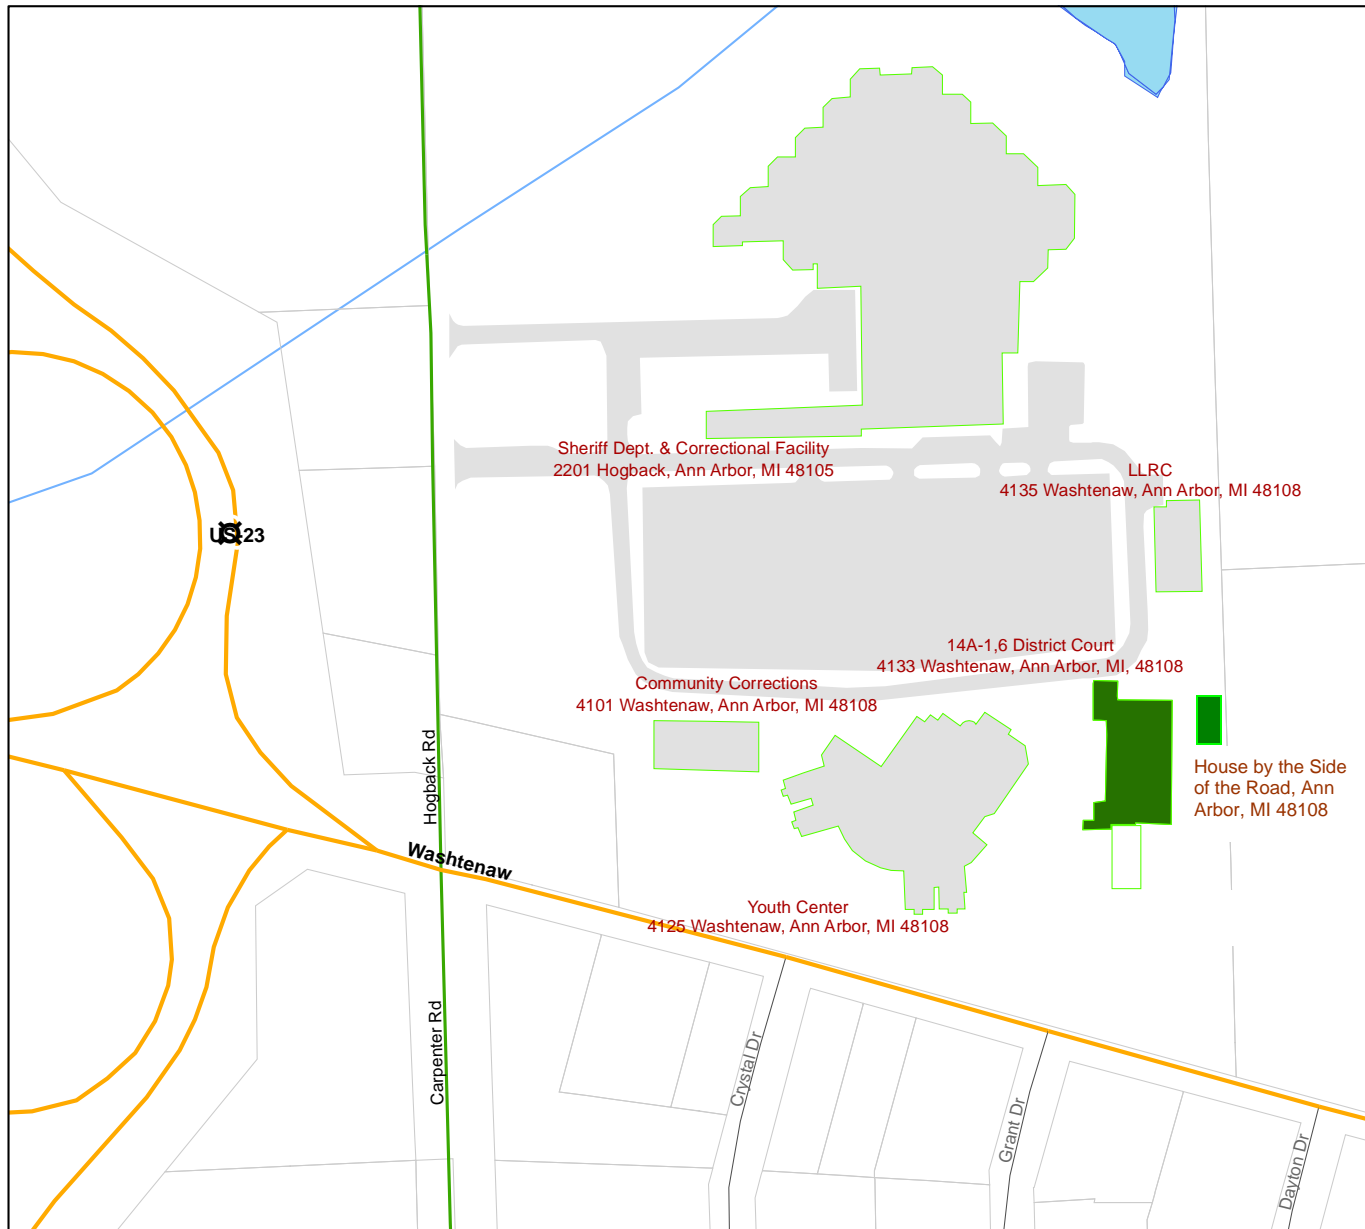 Sheriff Dept. & Correctional Facility
2201 Hogback, Ann Arbor, MI 48105
LLRC
4135 Washtenaw, Ann Arbor, MI 48108
US-23
14A-1,6 District Court
4133 Washtenaw, Ann Arbor, MI, 48108
Community Corrections
4101 Washtenaw, Ann Arbor, MI 48108
Hogback Rd
House by the Side
of the Road, Ann
Arbor, MI 48108
Washtenaw
Youth Center
4125 Washtenaw, Ann Arbor, MI 48108
Carpenter Rd
Crystal Dr
Grant Dr
Dayton Dr